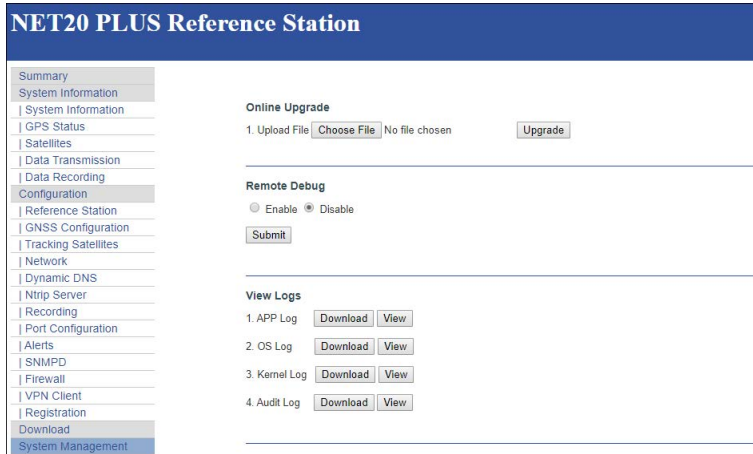 NET20 PLUS Reference Station
Summary
System Information
| System Information
| GPS Status
| Satellites
| Data Transmission
| Data Recording
Configuration
| Reference Station
| GNSS Configuration
| Tracking Satellites
| Network
| Dynamic DNS
| Ntrip Server
| Recording
| Port Configuration
| Alerts
| SNMPD
| Firewall
| VPN Client
| Registration
Download
System Management
Online Upgrade
1. Upload File Choose File No file chosen Upgrade
Remote Debug
Enable Disable
Submit
View Logs
1. APP Log Download View
2. OS Log Download View
3. Kernel Log Download View
4. Audit Log Download View